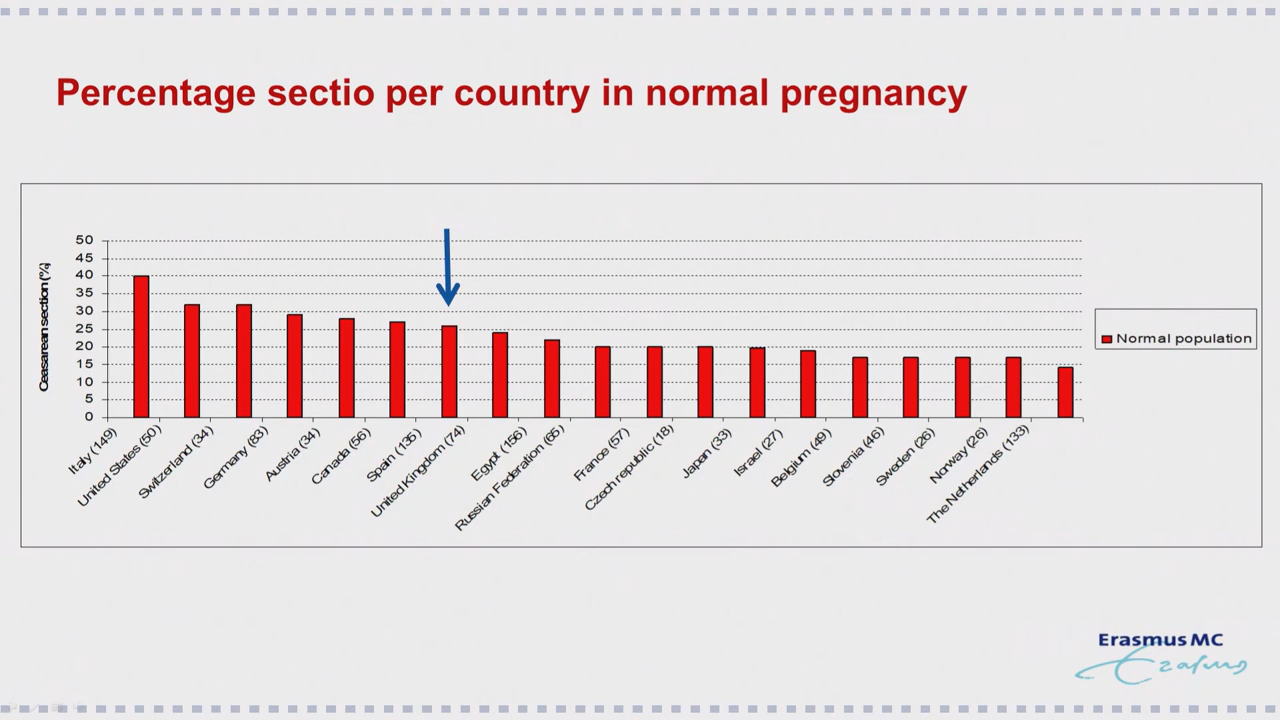 Percentage sectio per country in normal pregnancy
Ceasarean section (%)
50
45
40
35
30
25
20
15
10
5
0
Italy (149)
United States (50)
Switzerland (34)
Germany (83)
Austria (34)
Canada (56)
Spain (135)
United Kingdom (74)
Egypt (156)
Russian Federation (65)
France (57)
Czech republic (18)
Japan (33)
Israel (27)
Belgium (49)
Slovenia (46)
Sweden (26)
Norway (26)
The Netherlands (133)
Normal population
Erasmus MC
Erasmus